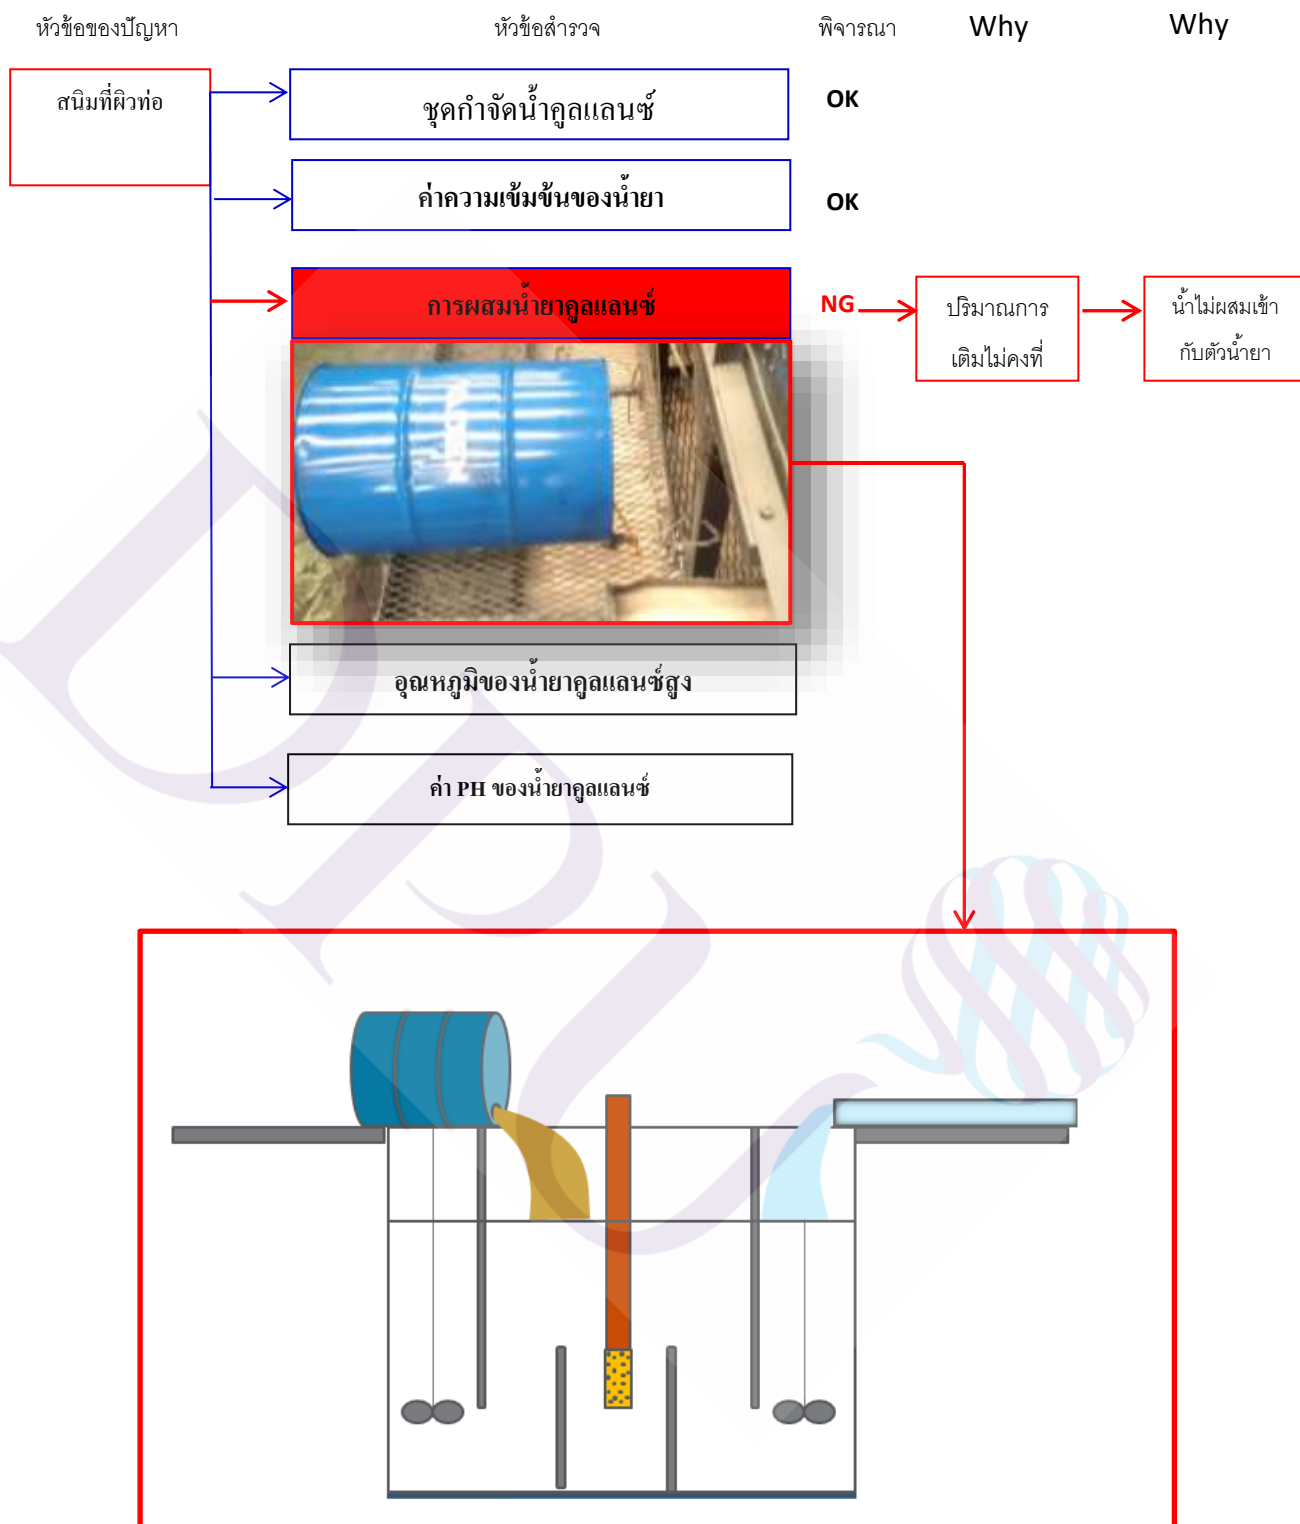 หัวข้อของปัญหา หัวข้อสำรวจ พิจารณา Why Why
สนิมที่ผิวท่อ
ชุดกำจัดน้ำคูลแลนซ์ OK
ค่าความเข้มข้นของน้ำยา OK
การผสมน้ำยาคูลแลนซ์ NG
ปริมาณการ
เติมไม่คงที่
น้ำไม่ผสมเข้า
กับตัวน้ำยา
อุณหภูมิของน้ำยาคูลแลนซ์สูง
ค่า PH ของน้ำยาคูลแลนซ์
DPU